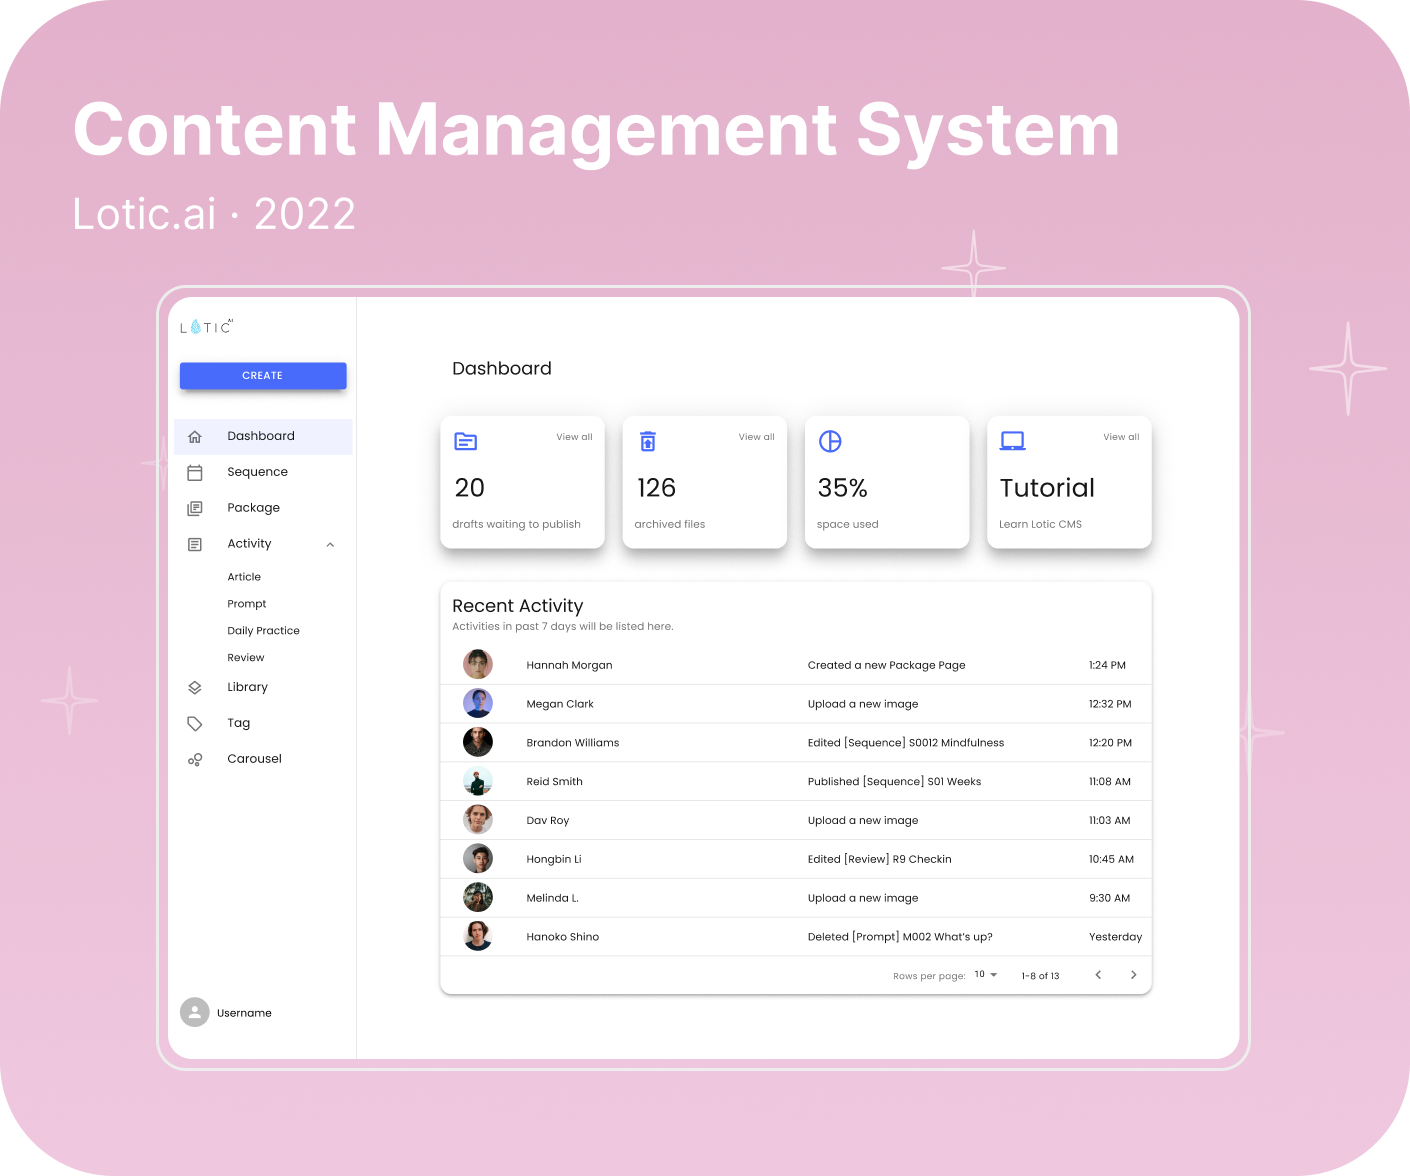 Content Management System
Lotic.ai · 2022
LOTIC AI
CREATE
Dashboard
Sequence
Package
Activity
Article
Prompt
Daily Practice
Review
Library
Tag
Carousel
Username
Dashboard
View all
20
drafts waiting to publish
View all
126
archived files
35%
space used
View all
Tutorial
Learn Lotic CMS
Recent Activity
Activities in past 7 days will be listed here.
Hannah Morgan Created a new Package Page 1:24 PM
Megan Clark Upload a new image 12:32 PM
Brandon Williams Edited [Sequence] S0012 Mindfulness 12:20 PM
Reid Smith Published [Sequence] S01 Weeks 11:08 AM
Dav Roy Upload a new image 11:03 AM
Hongbin Li Edited [Review] R9 Checkin 10:45 AM
Melinda L. Upload a new image 9:30 AM
Hanoko Shino Deleted [Prompt] M002 What's up? Yesterday
Rows per page: 10 1-8 of 13